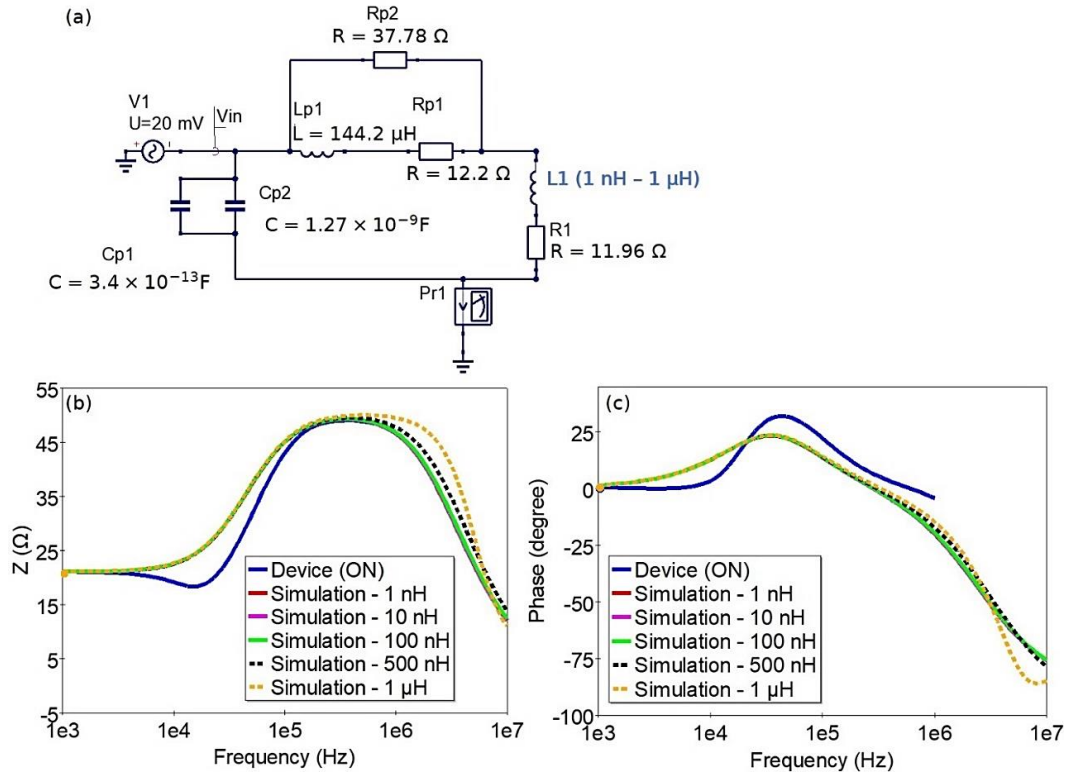 (a)
Rp2
R = 37.78 Ω
V1
U=20 mV
Vin
Lp1
L = 144.2 μH
Rp1
R = 12.2 Ω
L1 (1 nH – 1 μH)
Cp2
C = 1.27 × 10⁻⁹F
R1
R = 11.96 Ω
Cp1
C = 3.4 × 10⁻¹³F
Pr1
(b)
Z (Ω)
55
45
35
25
15
5
-5
1e3
1e4
1e5
1e6
1e7
Frequency (Hz)
Device (ON)
Simulation - 1 nH
Simulation - 10 nH
Simulation - 100 nH
Simulation - 500 nH
Simulation - 1 μH
(c)
Phase (degree)
25
0
-25
-50
-75
-100
1e3
1e4
1e5
1e6
1e7
Frequency (Hz)
Device (ON)
Simulation - 1 nH
Simulation - 10 nH
Simulation - 100 nH
Simulation - 500 nH
Simulation - 1 μH